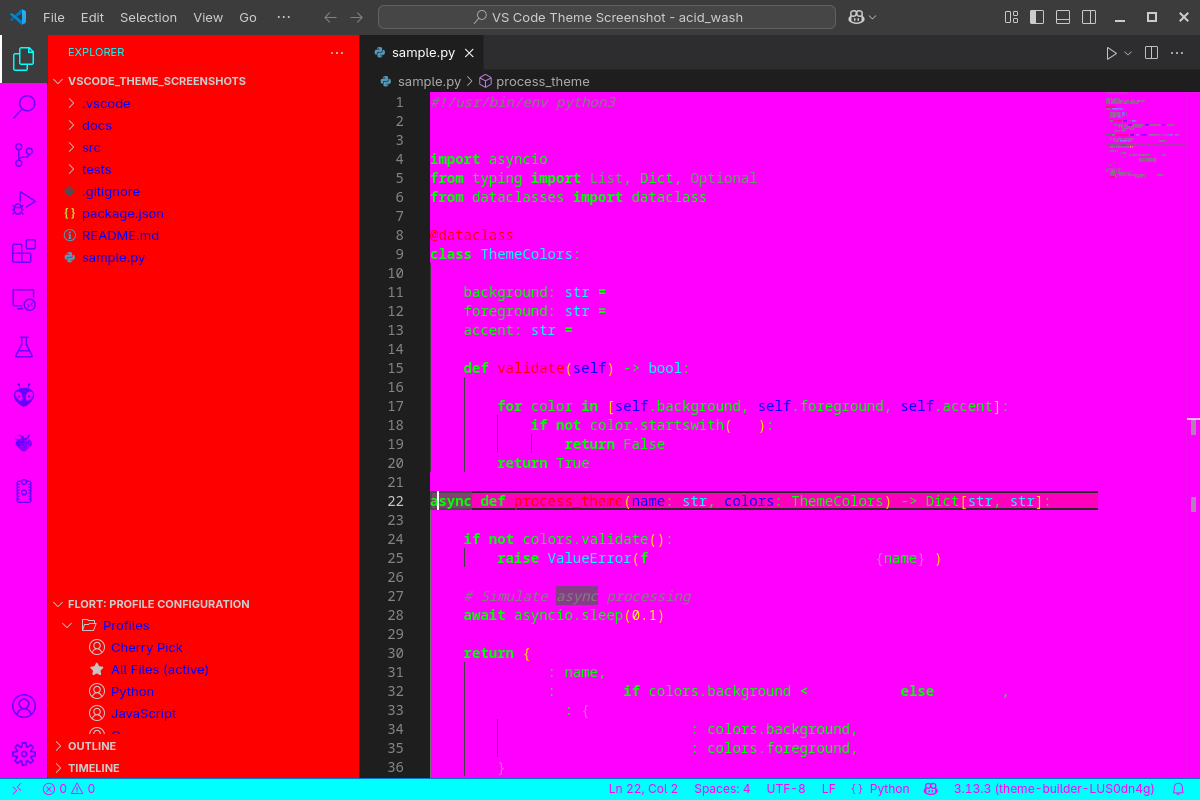 File Edit Selection View Go ··· VS Code Theme Screenshot - acid_wash
EXPLORER ···
VSCODE_THEME_SCREENSHOTS
.vscode
docs
src
tests
.gitignore
{} package.json
README.md
sample.py
FLORT: PROFILE CONFIGURATION
Profiles
Cherry Pick
All Files (active)
Python
JavaScript
OUTLINE
TIMELINE
sample.py
sample.py > process_theme
1 #!/usr/bin/env python3
2
3
4 import asyncio
5 from typing import List, Dict, Optional
6 from dataclasses import dataclass
7
8 @dataclass
9 class ThemeColors:
10
11 background: str =
12 foreground: str =
13 accent: str =
14
15 def validate(self) -> bool:
16
17 for color in [self.background, self.foreground, self.accent]:
18 if not color.startswith( ):
19 return False
20 return True
21
22 async def process_theme(name: str, colors: ThemeColors) -> Dict[str, str]:
23
24 if not colors.validate():
25 raise ValueError(f {name} )
26
27 # Simulate async processing
28 await asyncio.sleep(0.1)
29
30 return {
31 : name,
32 : if colors.background < else ,
33 : {
34 : colors.background,
35 : colors.foreground,
36 }
0 0 Ln 22, Col 2 Spaces: 4 UTF-8 LF {} Python 3.13.3 (theme-builder-LUS0dn4g)